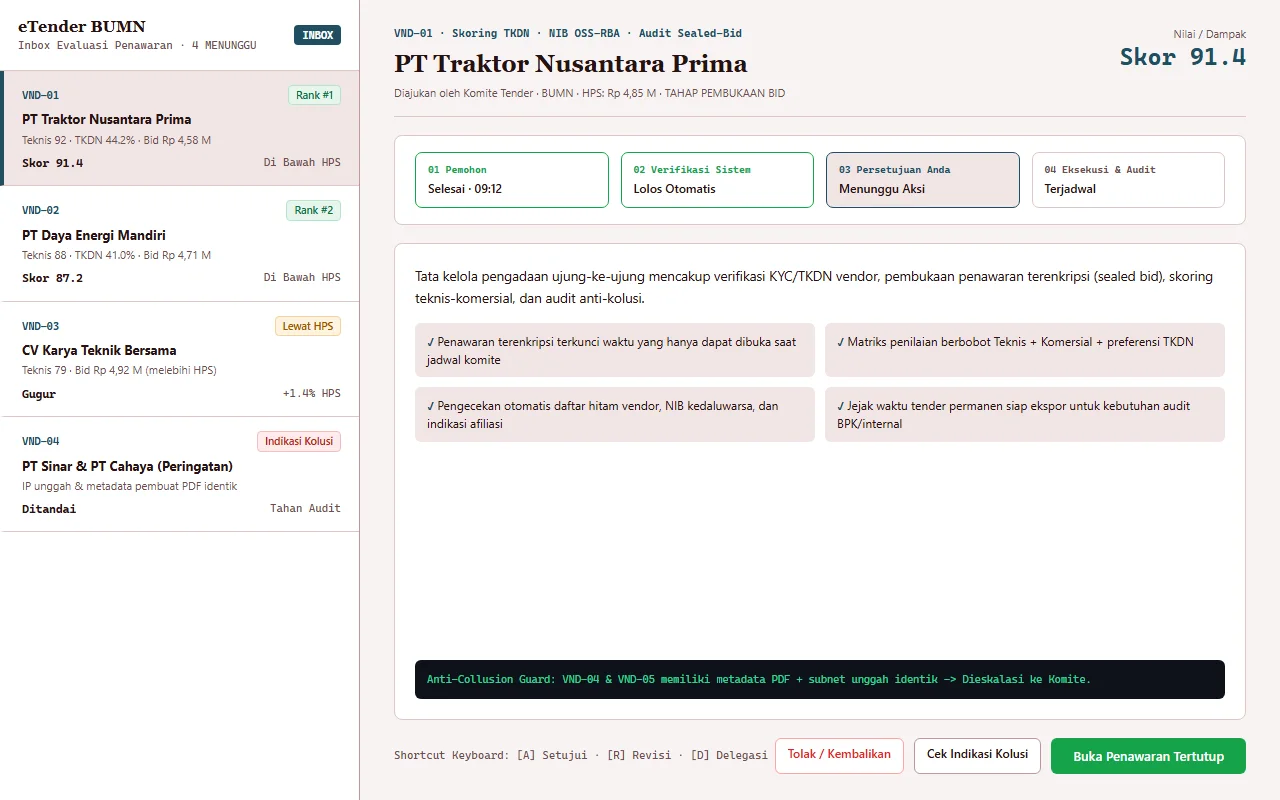 eTender BUMN
Inbox Evaluasi Penawaran · 4 MENUNGGU
INBOX
VND-01
Rank #1
PT Traktor Nusantara Prima
Teknis 92 · TKDN 44.2% · Bid Rp 4,58 M
Skor 91.4
Di Bawah HPS
VND-02
Rank #2
PT Daya Energi Mandiri
Teknis 88 · TKDN 41.0% · Bid Rp 4,71 M
Skor 87.2
Di Bawah HPS
VND-03
Lewat HPS
CV Karya Teknik Bersama
Teknis 79 · Bid Rp 4,92 M (melebihi HPS)
Gugur
+1.4% HPS
VND-04
Indikasi Kolusi
PT Sinar & PT Cahaya (Peringatan)
IP unggah & metadata pembuat PDF identik
Ditandai
Tahan Audit
VND-01 · Skoring TKDN · NIB OSS-RBA · Audit Sealed-Bid
PT Traktor Nusantara Prima
Diajukan oleh Komite Tender · BUMN · HPS: Rp 4,85 M · TAHAP PEMBUKAAN BID
Nilai / Dampak
Skor 91.4
01 Pemohon
Selesai · 09:12
02 Verifikasi Sistem
Lolos Otomatis
03 Persetujuan Anda
Menunggu Aksi
04 Eksekusi & Audit
Terjadwal
Tata kelola pengadaan ujung-ke-ujung mencakup verifikasi KYC/TKDN vendor, pembukaan penawaran terenkripsi (sealed bid), skoring
teknis-komersial, dan audit anti-kolusi.
✓ Penawaran terenkripsi terkunci waktu yang hanya dapat dibuka saat
jadwal komite
✓ Matriks penilaian berbobot Teknis + Komersial + preferensi TKDN
✓ Pengecekan otomatis daftar hitam vendor, NIB kedaluwarsa, dan
indikasi afiliasi
✓ Jejak waktu tender permanen siap ekspor untuk kebutuhan audit
BPK/internal
Anti-Collusion Guard: VND-04 & VND-05 memiliki metadata PDF + subnet unggah identik -> Dieskalasi ke Komite.
Shortcut Keyboard: [A] Setujui · [R] Revisi · [D] Delegasi
Tolak / Kembalikan
Cek Indikasi Kolusi
Buka Penawaran Tertutup